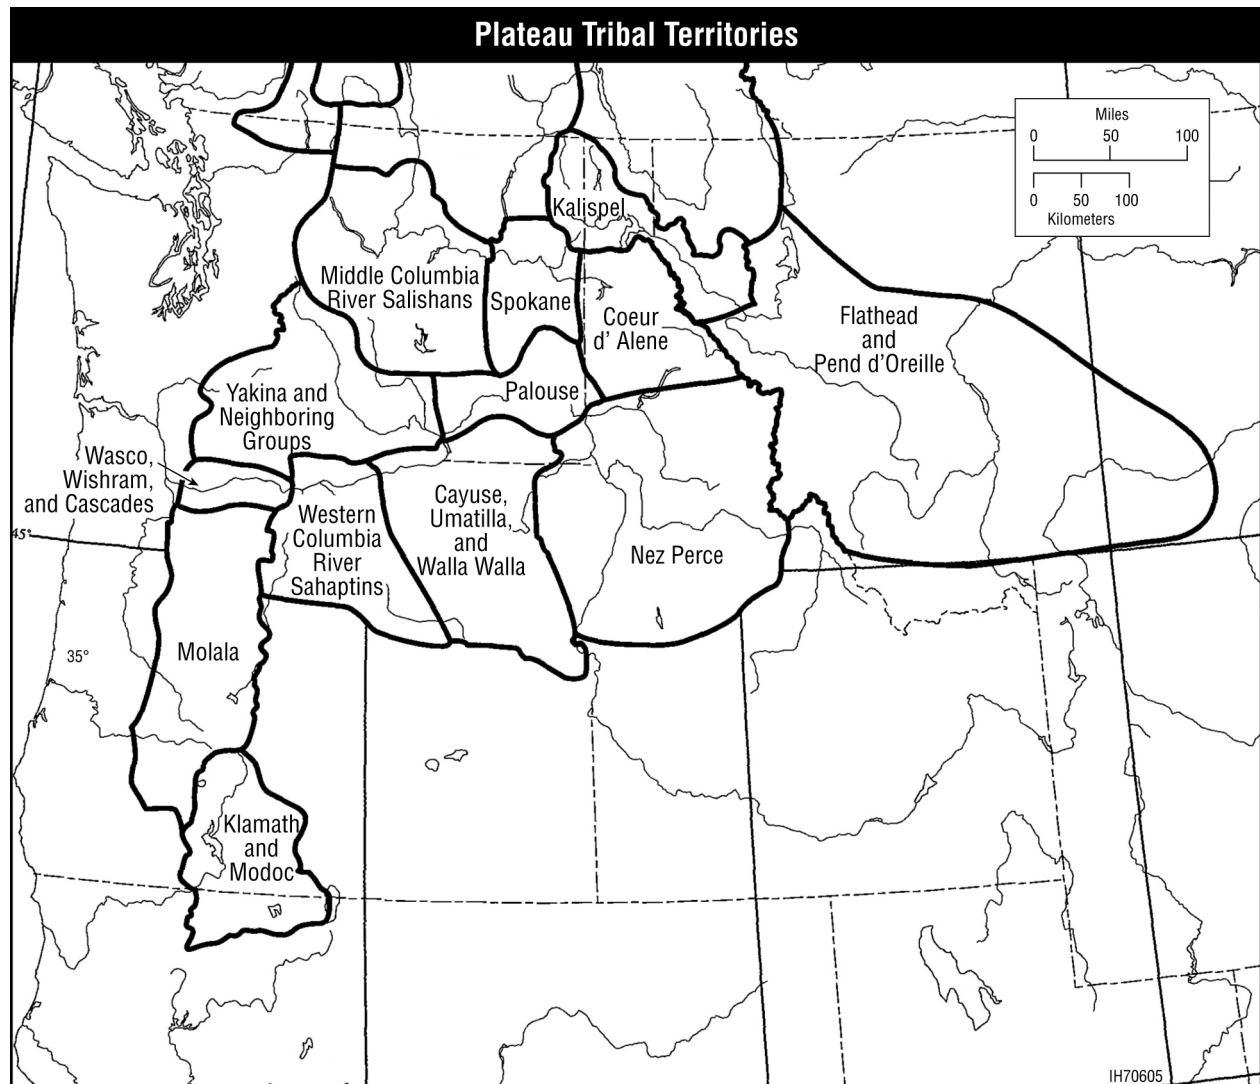 Plateau Tribal Territories
Miles
0 50 100
0 50 100
Kilometers
Kalispel
Middle Columbia
River Salishans
Spokane
Coeur
d' Alene
Flathead
and
Pend d'Oreille
Palouse
Yakina and
Neighboring
Groups
Wasco,
Wishram,
and Cascades
Western
Columbia
River
Sahaptins
Cayuse,
Umatilla,
and
Walla Walla
Nez Perce
45°
Molala
35°
Klamath
and
Modoc
IH70605